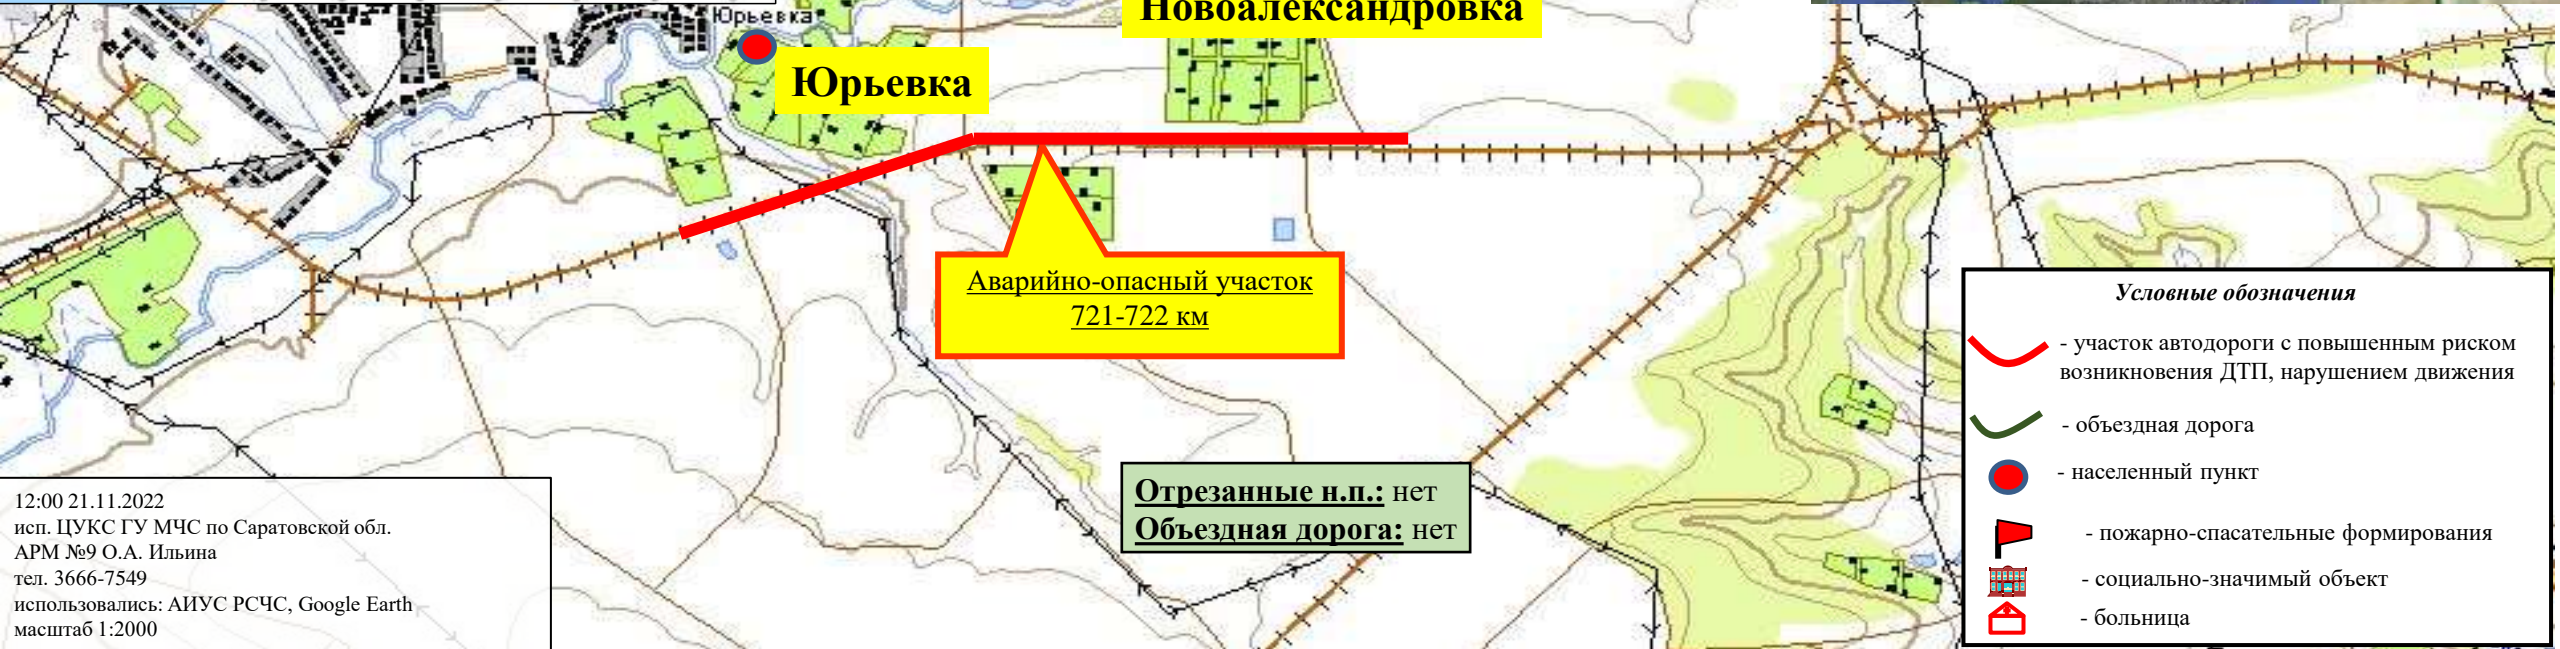 Юрьевка
Новоалександровка
Юрьевка
Аварийно-опасный участок
721-722 км
Условные обозначения
- участок автодороги с повышенным риском
возникновения ДТП, нарушением движения
- объездная дорога
- населенный пункт
- пожарно-спасательные формирования
- социально-значимый объект
- больница
Отрезанные н.п.: нет
Объездная дорога: нет
12:00 21.11.2022
исп. ЦУКС ГУ МЧС по Саратовской обл.
АРМ №9 О.А. Ильина
тел. 3666-7549
использовались: АИУС РСЧС, Google Earth
масштаб 1:2000